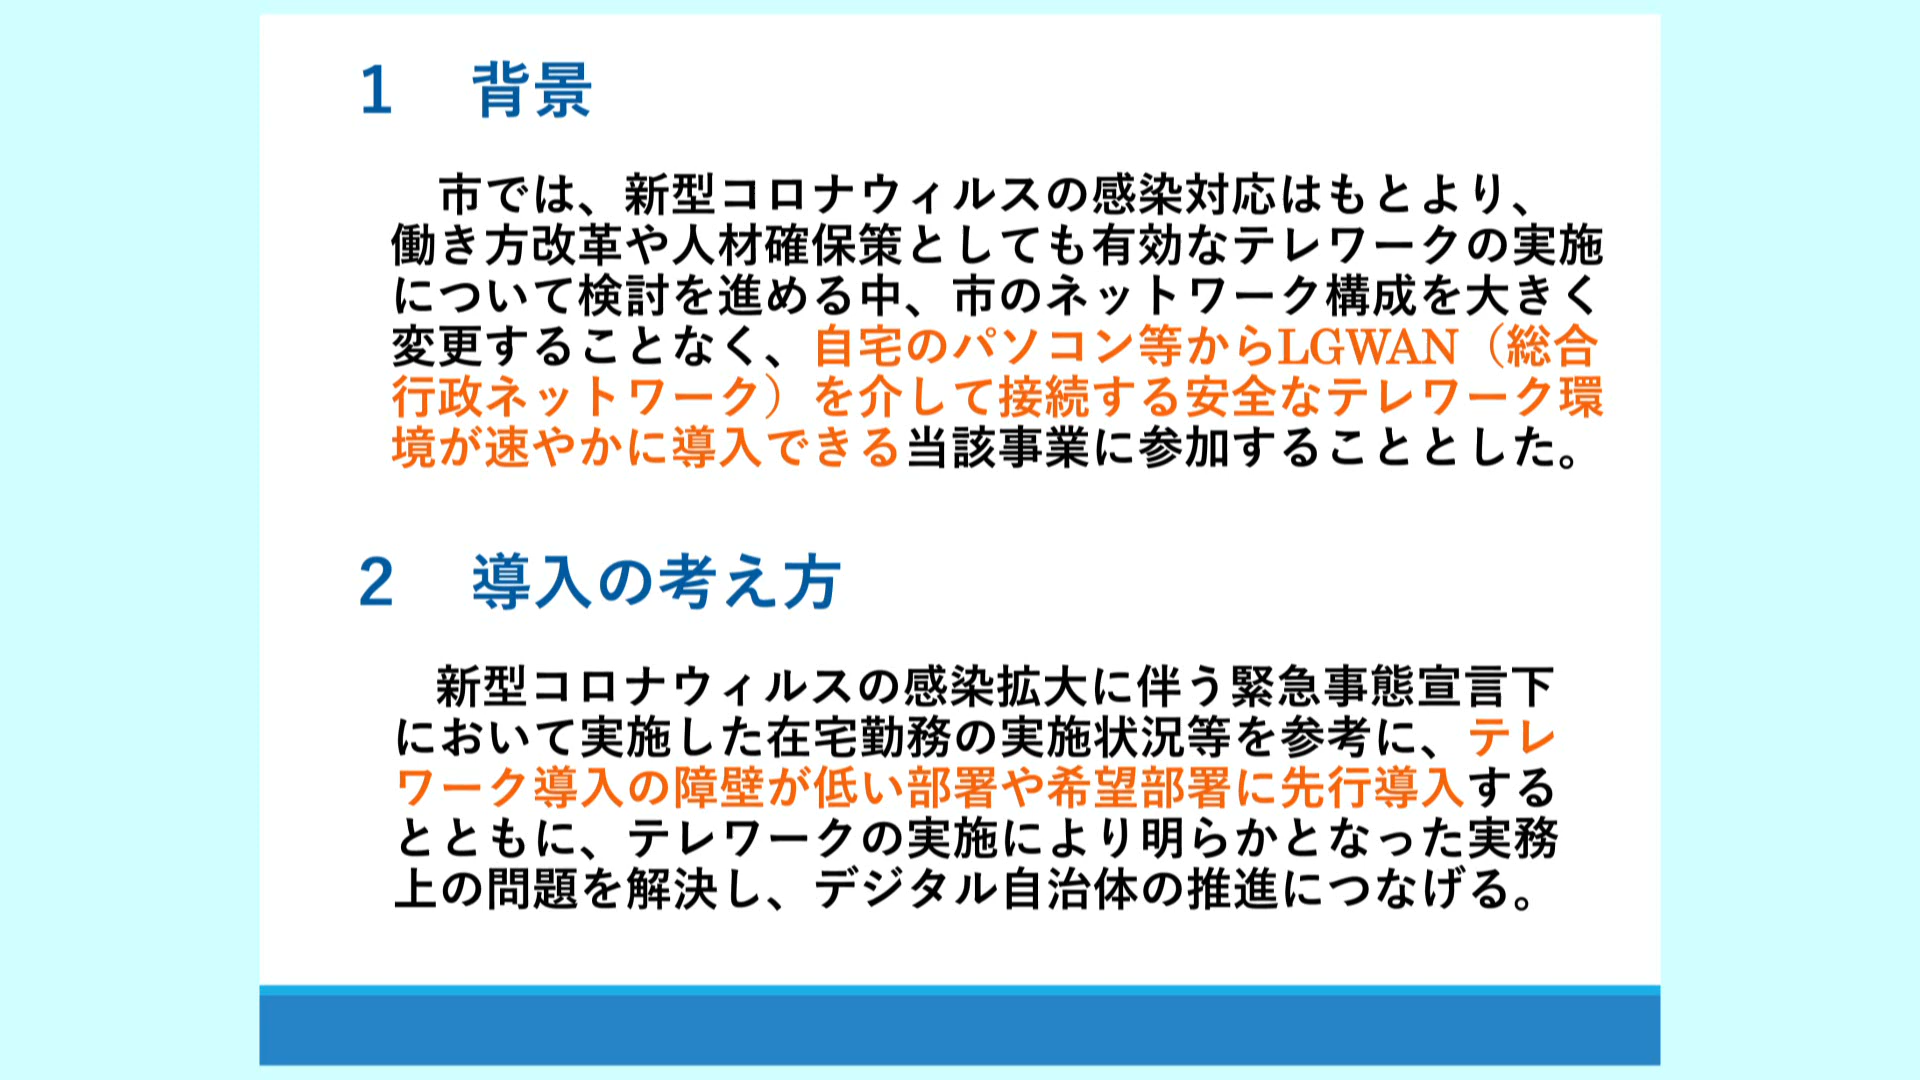 1　背景
市では、新型コロナウィルスの感染対応はもとより、
働き方改革や人材確保策としても有効なテレワークの実施
について検討を進める中、市のネットワーク構成を大きく
変更することなく、自宅のパソコン等からLGWAN（総合
行政ネットワーク）を介して接続する安全なテレワーク環
境が速やかに導入できる当該事業に参加することとした。
2　導入の考え方
新型コロナウィルスの感染拡大に伴う緊急事態宣言下
において実施した在宅勤務の実施状況等を参考に、テレ
ワーク導入の障壁が低い部署や希望部署に先行導入する
とともに、テレワークの実施により明らかとなった実務
上の問題を解決し、デジタル自治体の推進につなげる。